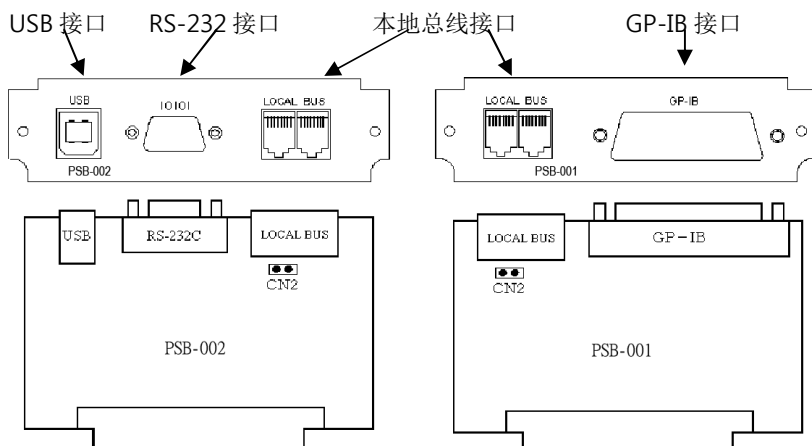 USB 接口 RS-232 接口 本地总线接口 GP-IB 接口
USB IOIOI LOCAL BUS
PSB-002
LOCAL BUS GP-IB
PSB-001
USB RS-232C LOCAL BUS
CN2
PSB-002
LOCAL BUS GP-IB
CN2
PSB-001